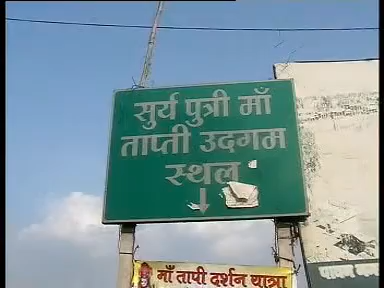 सुर्य पुत्री माँ
ताप्ती उदगम
स्थल
माँ तापी दर्शन यात्रा